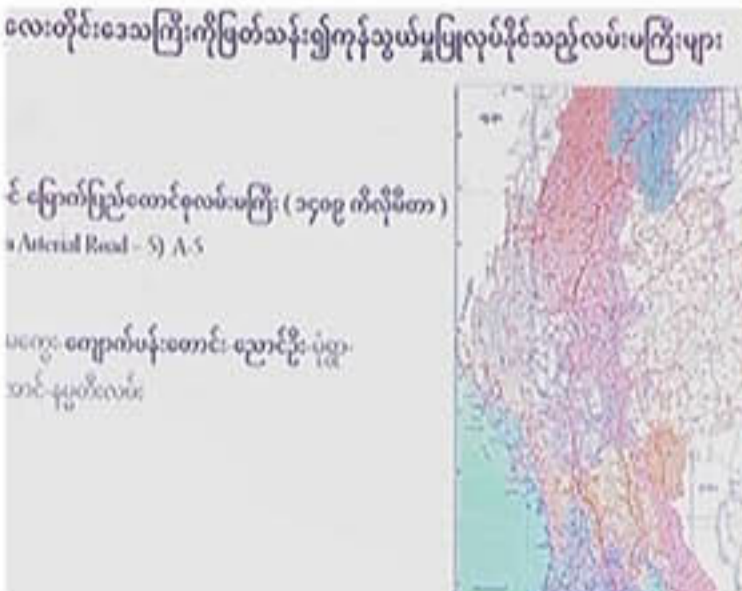 လေးတိုင်းဒေသကြီးကိုဖြတ်သန်း၍ကုန်သွယ်မှုပြုလုပ်နိုင်သည့်လမ်းမကြီးများ
င် မြောက်ပြည်ထောင်စုလမ်းမကြီး (၁၄၀၉ ကီလိုမီတာ)
a Arterial Road – 5) A-5
မကွေး-ကျောက်ပန်းတောင်း-ညောင်ဦး-ပုံရွာ-